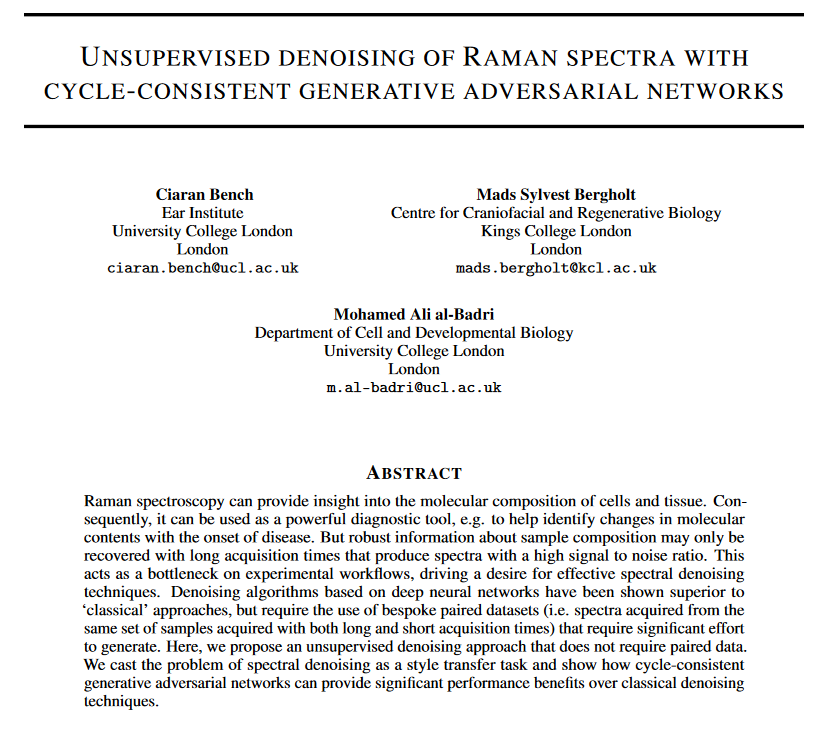 UNSUPERVISED DENOISING OF RAMAN SPECTRA WITH
CYCLE-CONSISTENT GENERATIVE ADVERSARIAL NETWORKS
Ciaran Bench
Ear Institute
University College London
London
ciaran.bench@ucl.ac.uk
Mads Sylvest Bergholt
Centre for Craniofacial and Regenerative Biology
Kings College London
London
mads.bergholt@kcl.ac.uk
Mohamed Ali al-Badri
Department of Cell and Developmental Biology
University College London
London
m.al-badri@ucl.ac.uk
ABSTRACT
Raman spectroscopy can provide insight into the molecular composition of cells and tissue. Con-
sequently, it can be used as a powerful diagnostic tool, e.g. to help identify changes in molecular
contents with the onset of disease. But robust information about sample composition may only be
recovered with long acquisition times that produce spectra with a high signal to noise ratio. This
acts as a bottleneck on experimental workflows, driving a desire for effective spectral denoising
techniques. Denoising algorithms based on deep neural networks have been shown superior to
‘classical’ approaches, but require the use of bespoke paired datasets (i.e. spectra acquired from the
same set of samples acquired with both long and short acquisition times) that require significant effort
to generate. Here, we propose an unsupervised denoising approach that does not require paired data.
We cast the problem of spectral denoising as a style transfer task and show how cycle-consistent
generative adversarial networks can provide significant performance benefits over classical denoising
techniques.